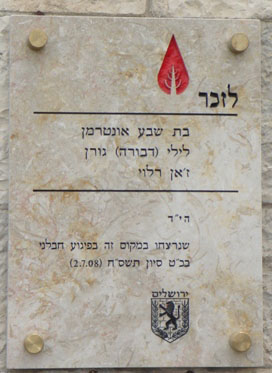 לזכר
בת שבע אונטרמן
לילי (דבורה) גורן
ז'אן רלוי
הי"ד
שנרצחו במקום זה בפיגוע חבלני
בכ"ט סיון תשס"ח (2.7.08)
ירושלים